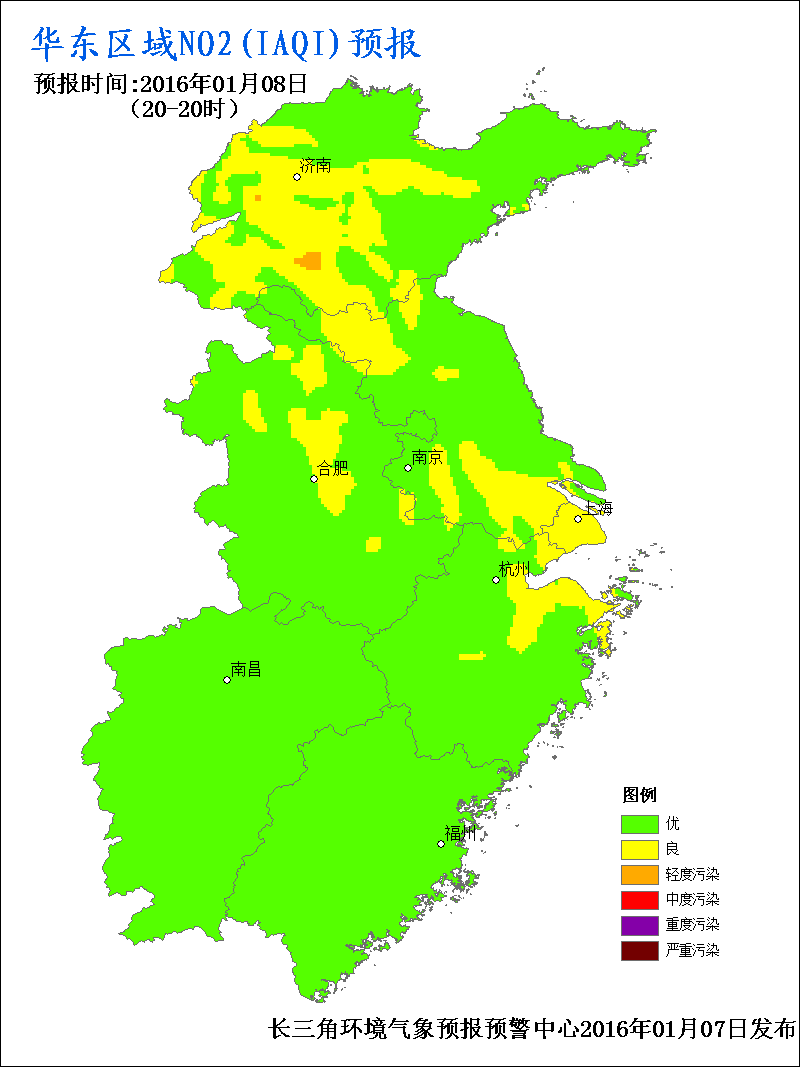 华东区域NO2(IAQI)预报
预报时间:2016年01月08日
（20-20时）
济南
南京
合肥
上海
杭州
南昌
福州
图例
优
良
轻度污染
中度污染
重度污染
严重污染
长三角环境气象预报预警中心2016年01月07日发布